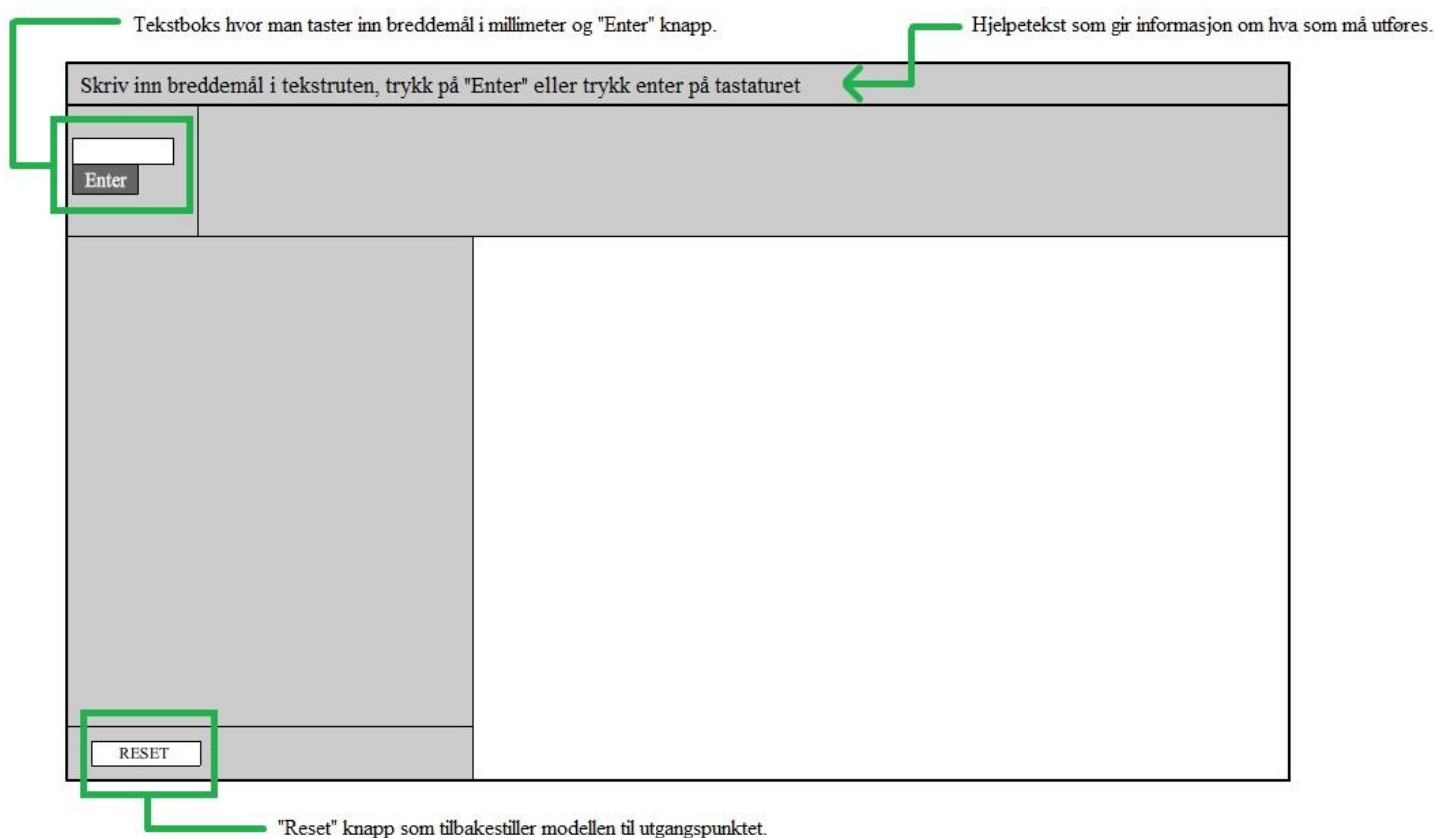 Tekstboks hvor man taster inn breddemål i millimeter og "Enter" knapp.
Hjelpetekst som gir informasjon om hva som må utføres.
Skriv inn breddemål i tekstruten, trykk på "Enter" eller trykk enter på tastaturet
Enter
RESET
"Reset" knapp som tilbakestiller modellen til utgangspunktet.